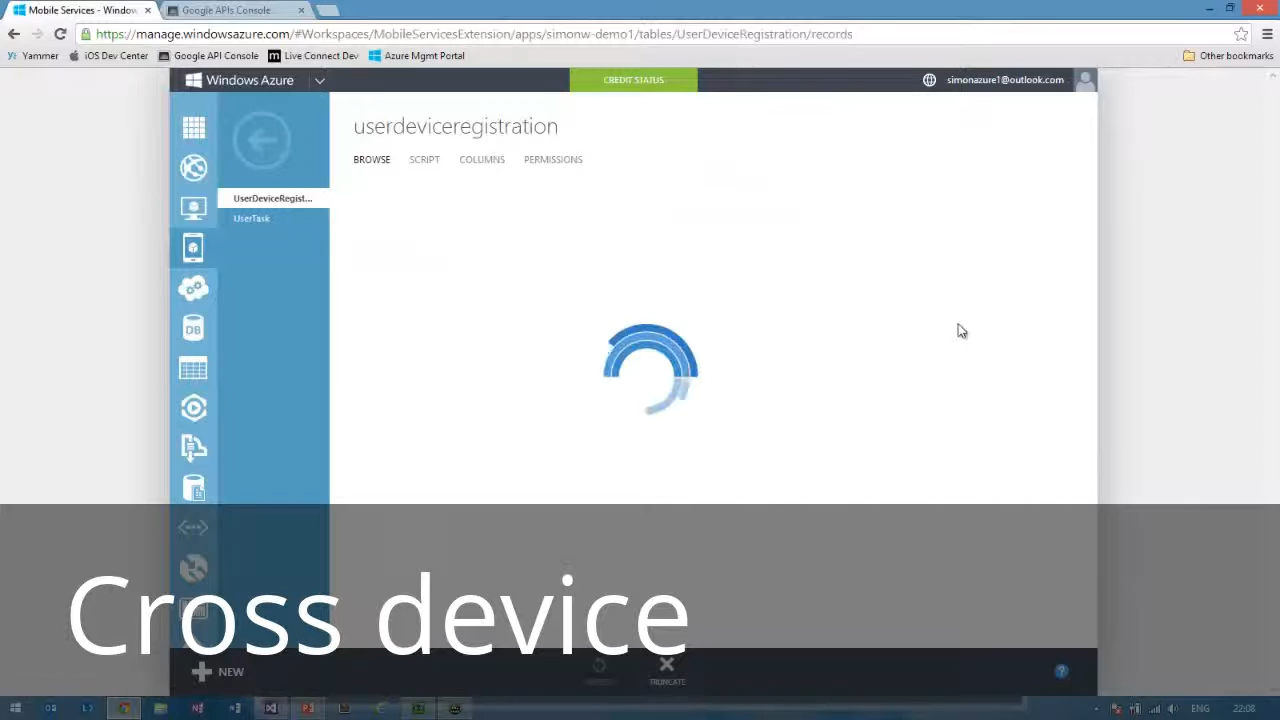 Mobile Services - Window
Google APIs Console
https://manage.windowsazure.com/#Workspaces/MobileServicesExtension/apps/simonw-demo1/tables/UserDeviceRegistration/records
Yammer
iOS Dev Center
Google API Console
Live Connect Dev
Azure Mgmt Portal
Other bookmarks
Windows Azure
CREDIT STATUS
simonazure1@outlook.com
userdeviceregistration
BROWSE
SCRIPT
COLUMNS
PERMISSIONS
UserDeviceRegist...
UserTask
DB
Cross device
NEW
TRUNCATE
?
ENG
22:08